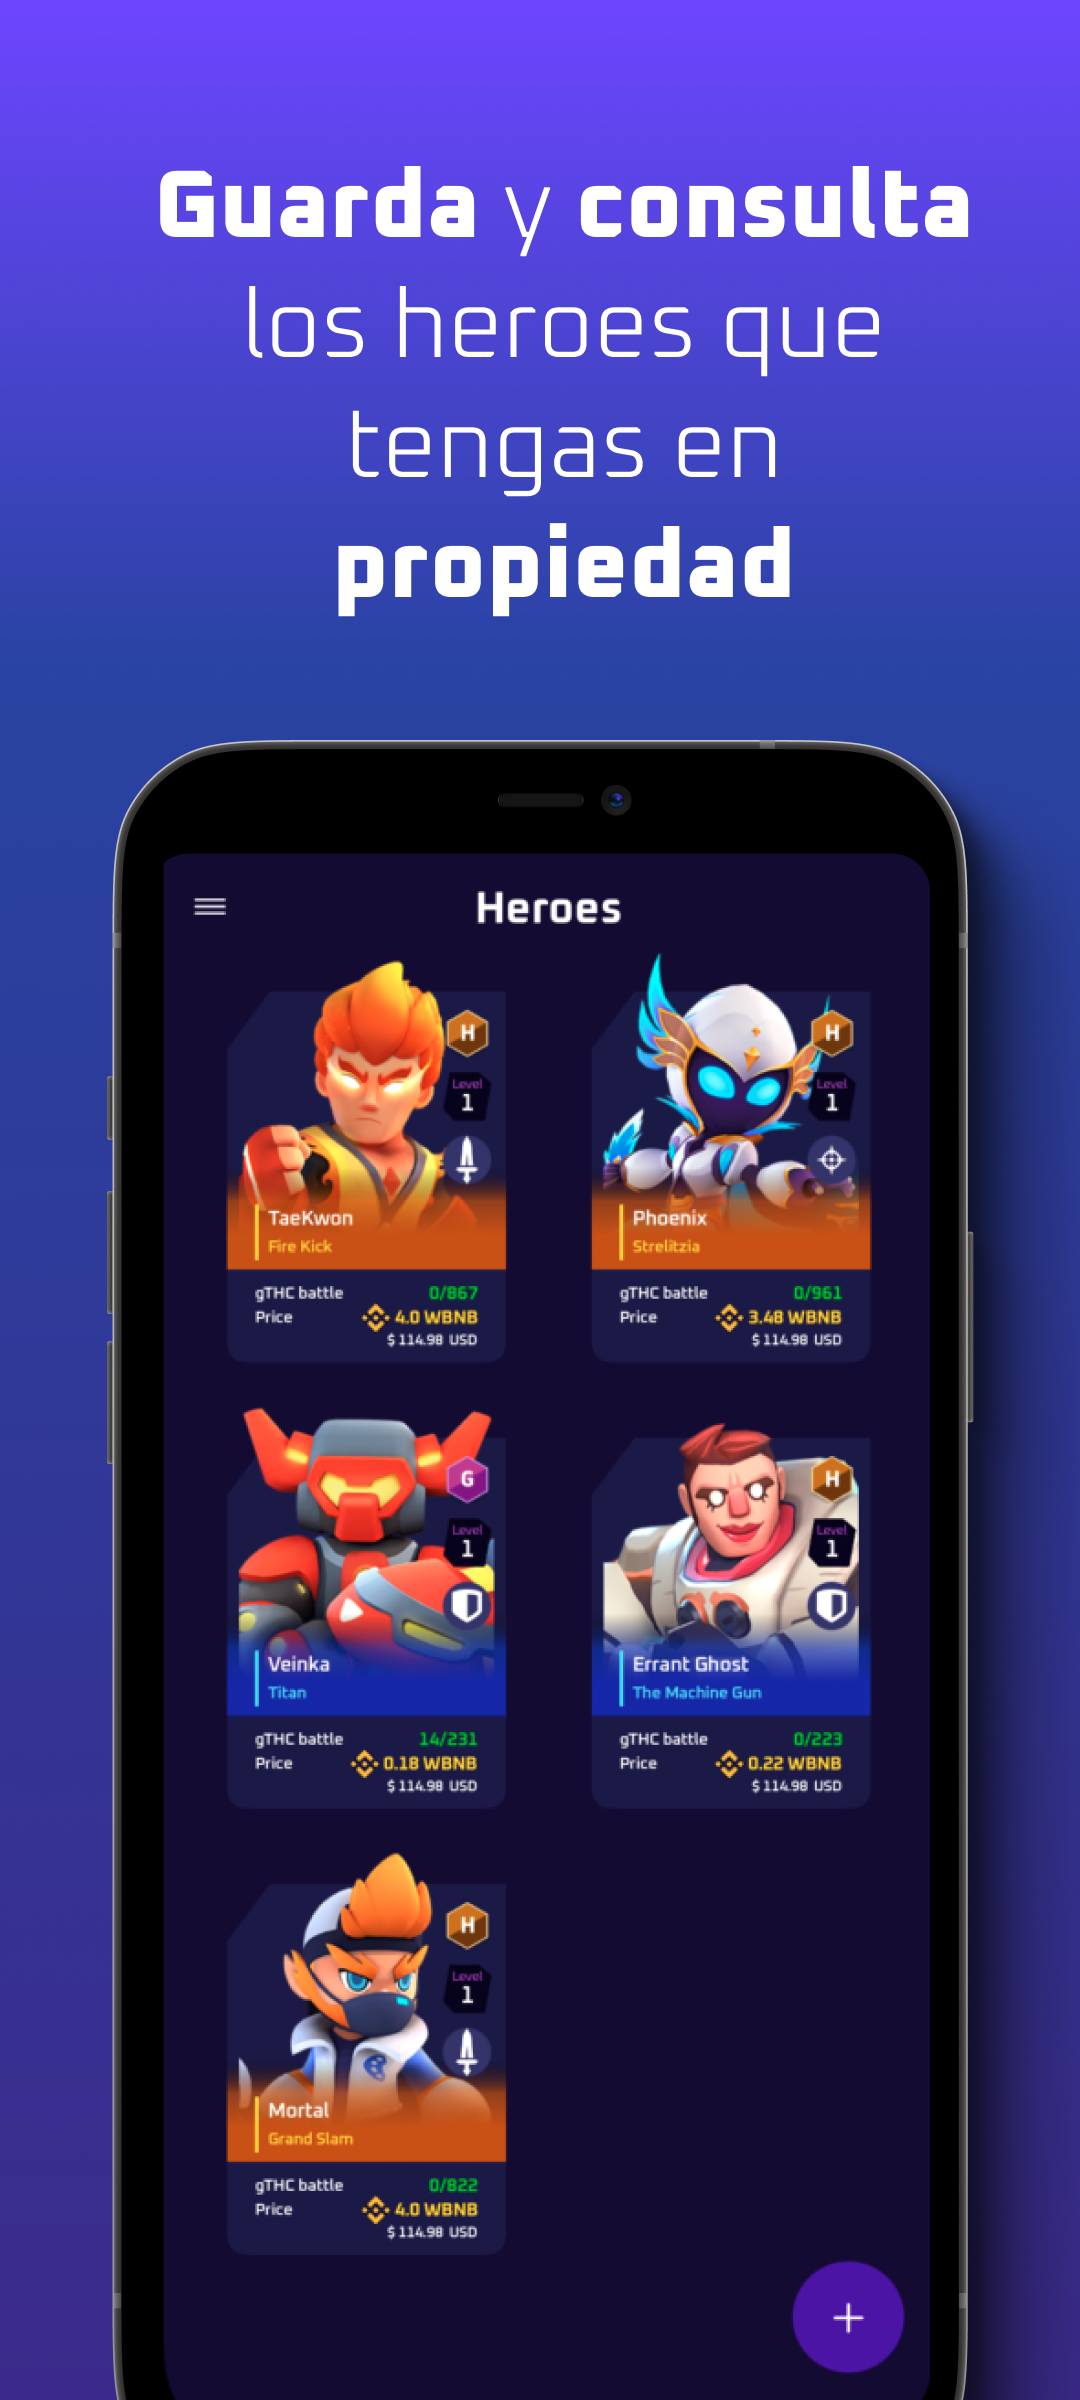 Guarda y consulta
los heroes que
tengas en
propiedad
Heroes
H
Level
1
TaeKwon
Fire Kick
gTHC battle 0/867
Price 4.0 WBNB
$ 114.98 USD
H
Level
1
Phoenix
Strelitzia
gTHC battle 0/961
Price 3.48 WBNB
$ 114.98 USD
G
Level
1
Veinka
Titan
gTHC battle 14/231
Price 0.18 WBNB
$ 114.98 USD
H
Level
1
Errant Ghost
The Machine Gun
gTHC battle 0/223
Price 0.22 WBNB
$ 114.98 USD
H
Level
1
Mortal
Grand Slam
gTHC battle 0/822
Price 4.0 WBNB
$ 114.98 USD
+